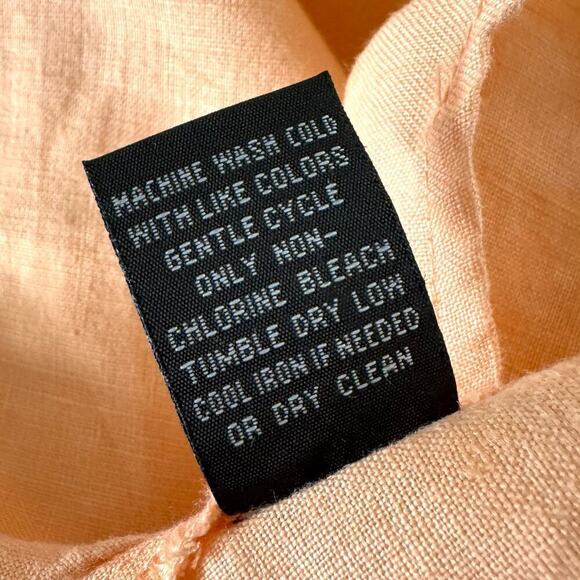 MACHINE WASH COLD
WITH LIKE COLORS
GENTLE CYCLE
ONLY NON-
CHLORINE BLEACH
TUMBLE DRY LOW
COOL IRON IF NEEDED
OR DRY CLEAN